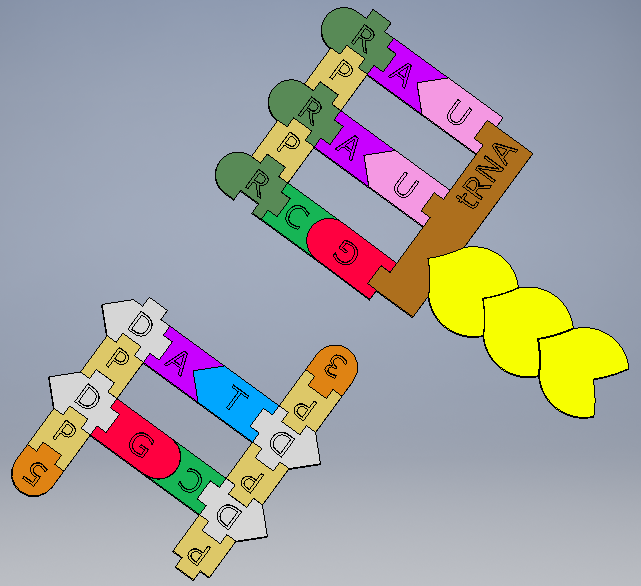 R A U
P
R A U
P
R C G
tRNA
D A T D
P P 3
D G C D
P P
5 P